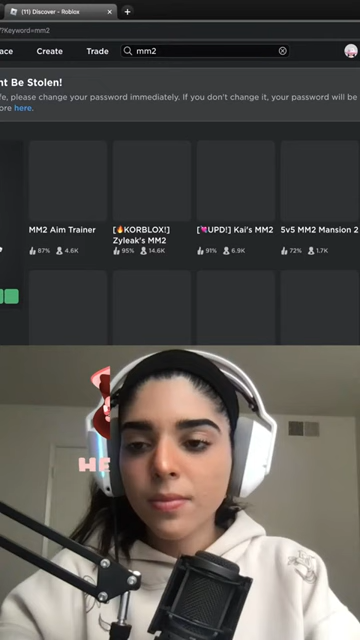 (11) Discover - Roblox
/?Keyword=mm2
ace Create Trade mm2
nt Be Stolen!
fe, please change your password immediately. If you don't change it, your password will be
ore here.
MM2 Aim Trainer
87% 4.6K
[🔥KORBLOX!] Zyleak's MM2
95% 14.6K
[💘UPD!] Kai's MM2
91% 6.9K
5v5 MM2 Mansion 2
72% 1.7K
HE